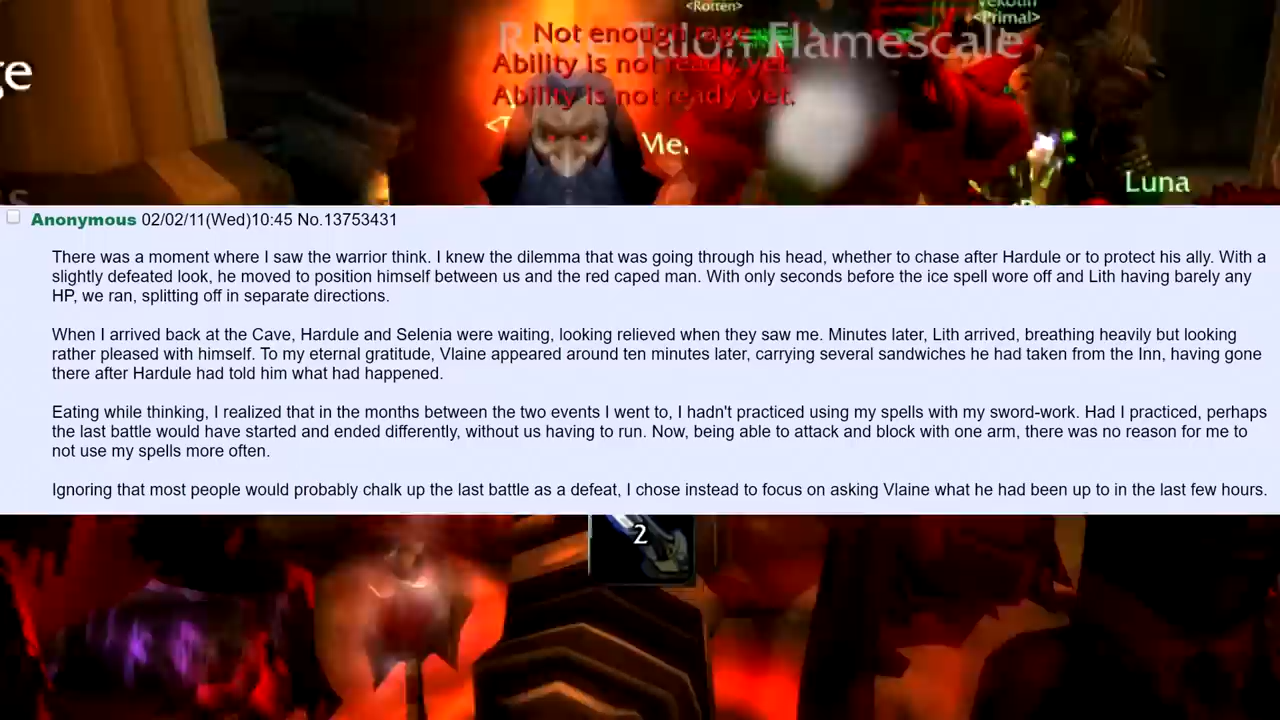 <Rotten>
<Primal>
Not enough rage
Talon Flamescale
Ability is not ready yet.
Ability is not ready yet.
Luna
Anonymous 02/02/11(Wed)10:45 No.13753431
There was a moment where I saw the warrior think. I knew the dilemma that was going through his head, whether to chase after Hardule or to protect his ally. With a
slightly defeated look, he moved to position himself between us and the red caped man. With only seconds before the ice spell wore off and Lith having barely any
HP, we ran, splitting off in separate directions.
When I arrived back at the Cave, Hardule and Selenia were waiting, looking relieved when they saw me. Minutes later, Lith arrived, breathing heavily but looking
rather pleased with himself. To my eternal gratitude, Vlaine appeared around ten minutes later, carrying several sandwiches he had taken from the Inn, having gone
there after Hardule had told him what had happened.
Eating while thinking, I realized that in the months between the two events I went to, I hadn't practiced using my spells with my sword-work. Had I practiced, perhaps
the last battle would have started and ended differently, without us having to run. Now, being able to attack and block with one arm, there was no reason for me to
not use my spells more often.
Ignoring that most people would probably chalk up the last battle as a defeat, I chose instead to focus on asking Vlaine what he had been up to in the last few hours.
2